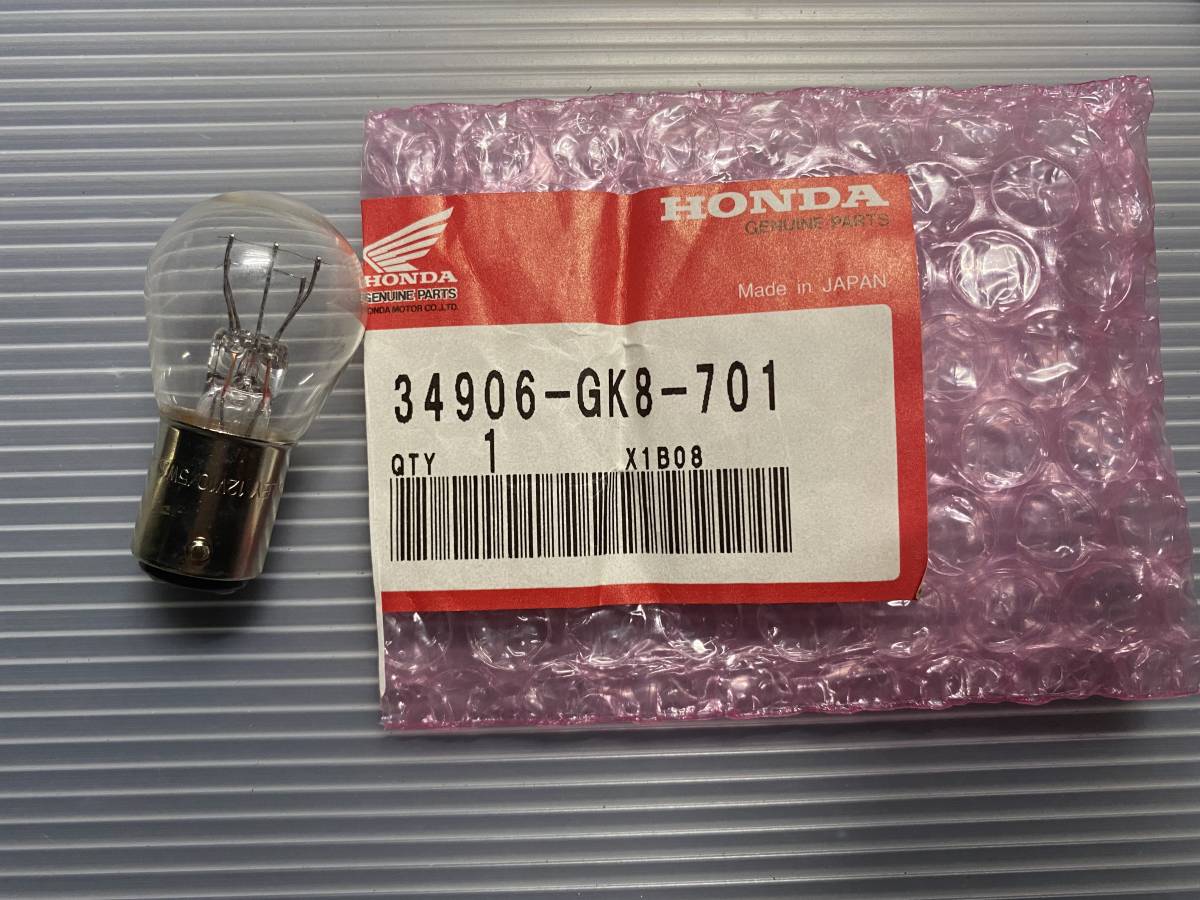 HONDA
GENUINE PARTS
Made in JAPAN
HONDA
GENUINE PARTS
HONDA MOTOR CO.,LTD.
34906-GK8-701
QTY 1 X1B08
12V